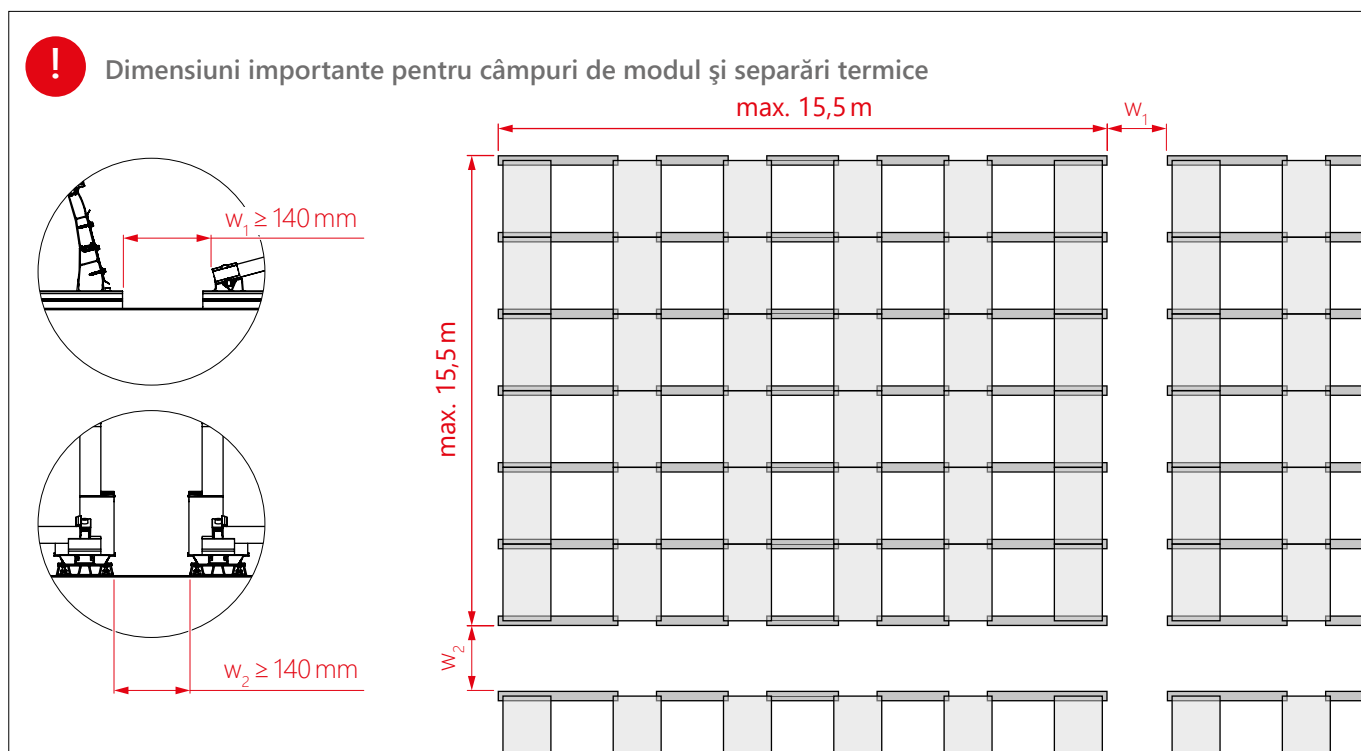 !
Dimensiuni importante pentru câmpuri de modul şi separări termice
max. 15,5 m
w₁
w₁ ≥ 140 mm
max. 15,5 m
w₂
w₂ ≥ 140 mm